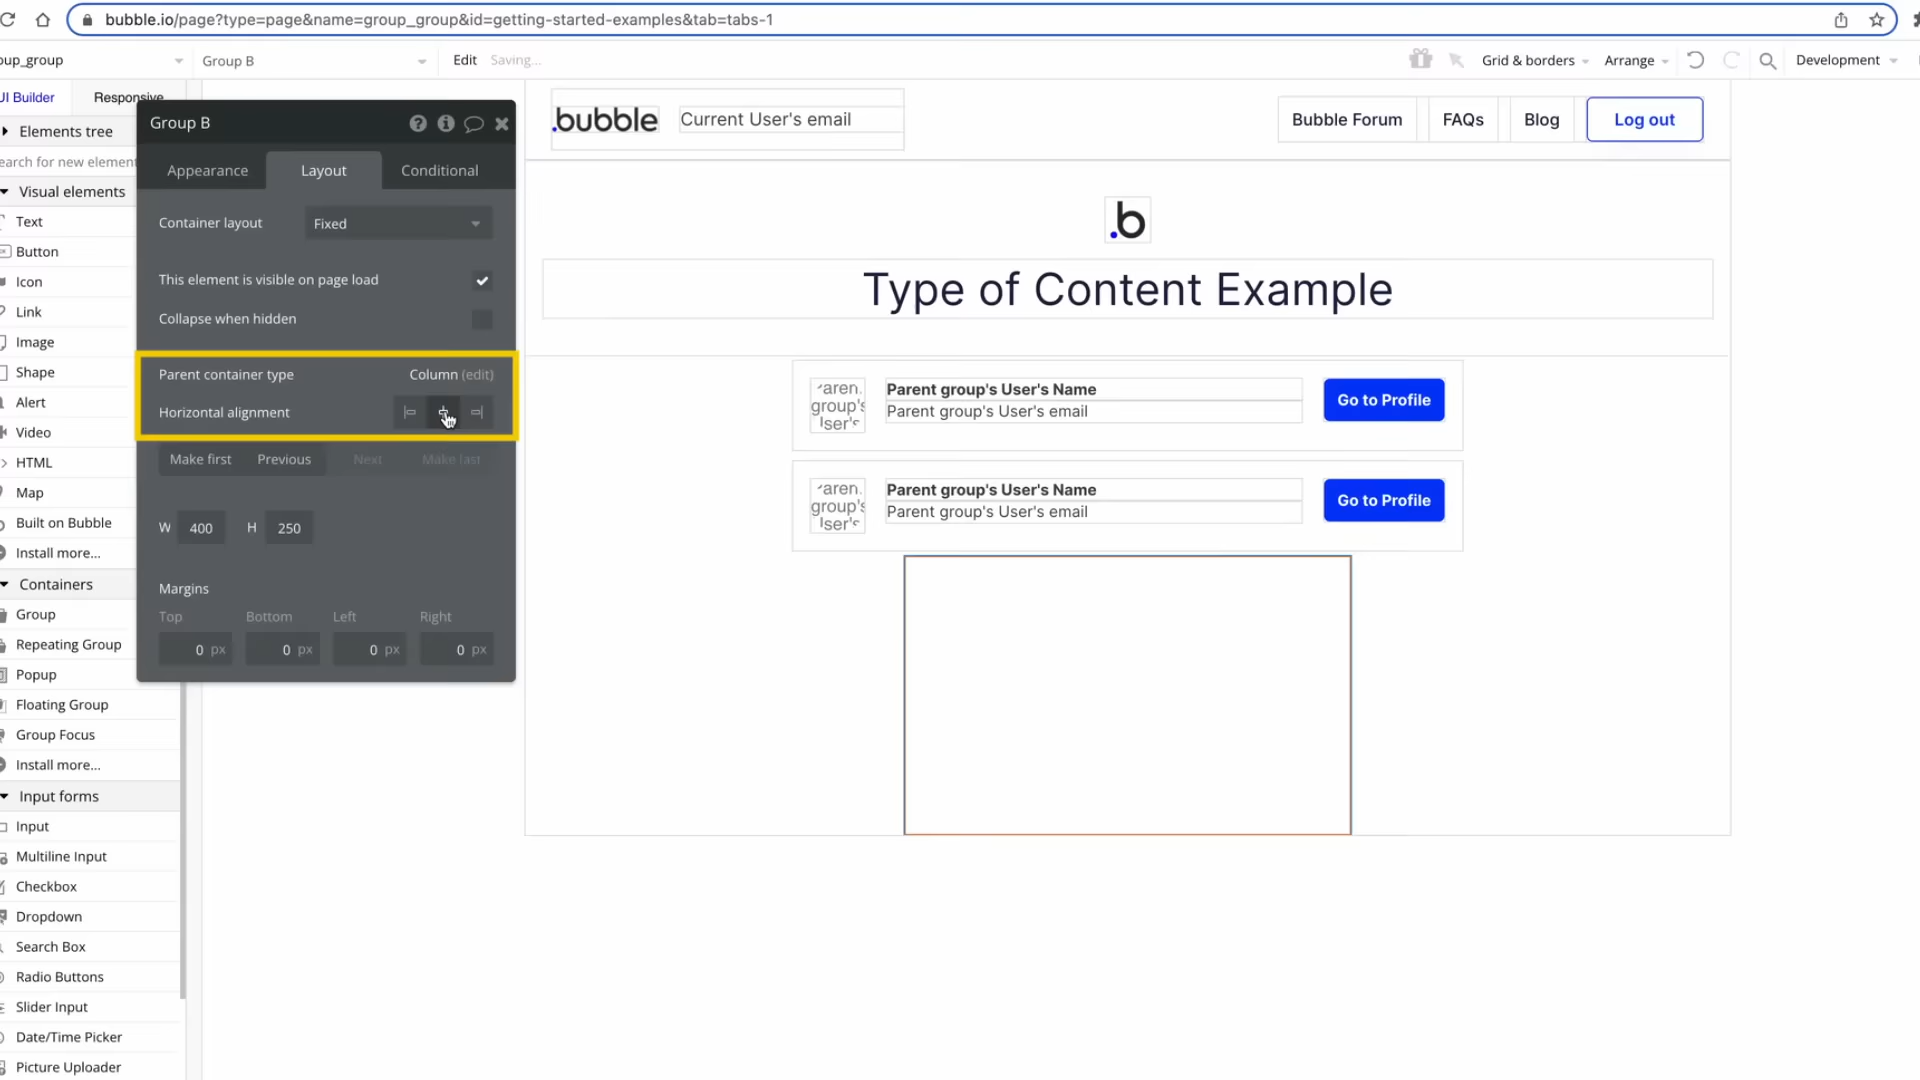 bubble.io/page?type=page&name=group_group&id=getting-started-examples&tab=tabs-1
oup_group
Group B
Edit
Saving...
Grid & borders
Arrange
Development
UI Builder
Responsive
Elements tree
earch for new element
Visual elements
Text
Button
Icon
Link
Image
Shape
Alert
Video
HTML
Map
Built on Bubble
Install more...
Containers
Group
Repeating Group
Popup
Floating Group
Group Focus
Install more...
Input forms
Input
Multiline Input
Checkbox
Dropdown
Search Box
Radio Buttons
Slider Input
Date/Time Picker
Picture Uploader
Group B
Appearance
Layout
Conditional
Container layout
Fixed
This element is visible on page load
Collapse when hidden
Parent container type
Column (edit)
Horizontal alignment
Make first
Previous
Next
Make last
W 400 H 250
Margins
Top Bottom Left Right
0 px 0 px 0 px 0 px
.bubble
Current User's email
Bubble Forum
FAQs
Blog
Log out
.b
Type of Content Example
group's
Parent group's User's Name
Parent group's User's email
Go to Profile
group's
Parent group's User's Name
Parent group's User's email
Go to Profile